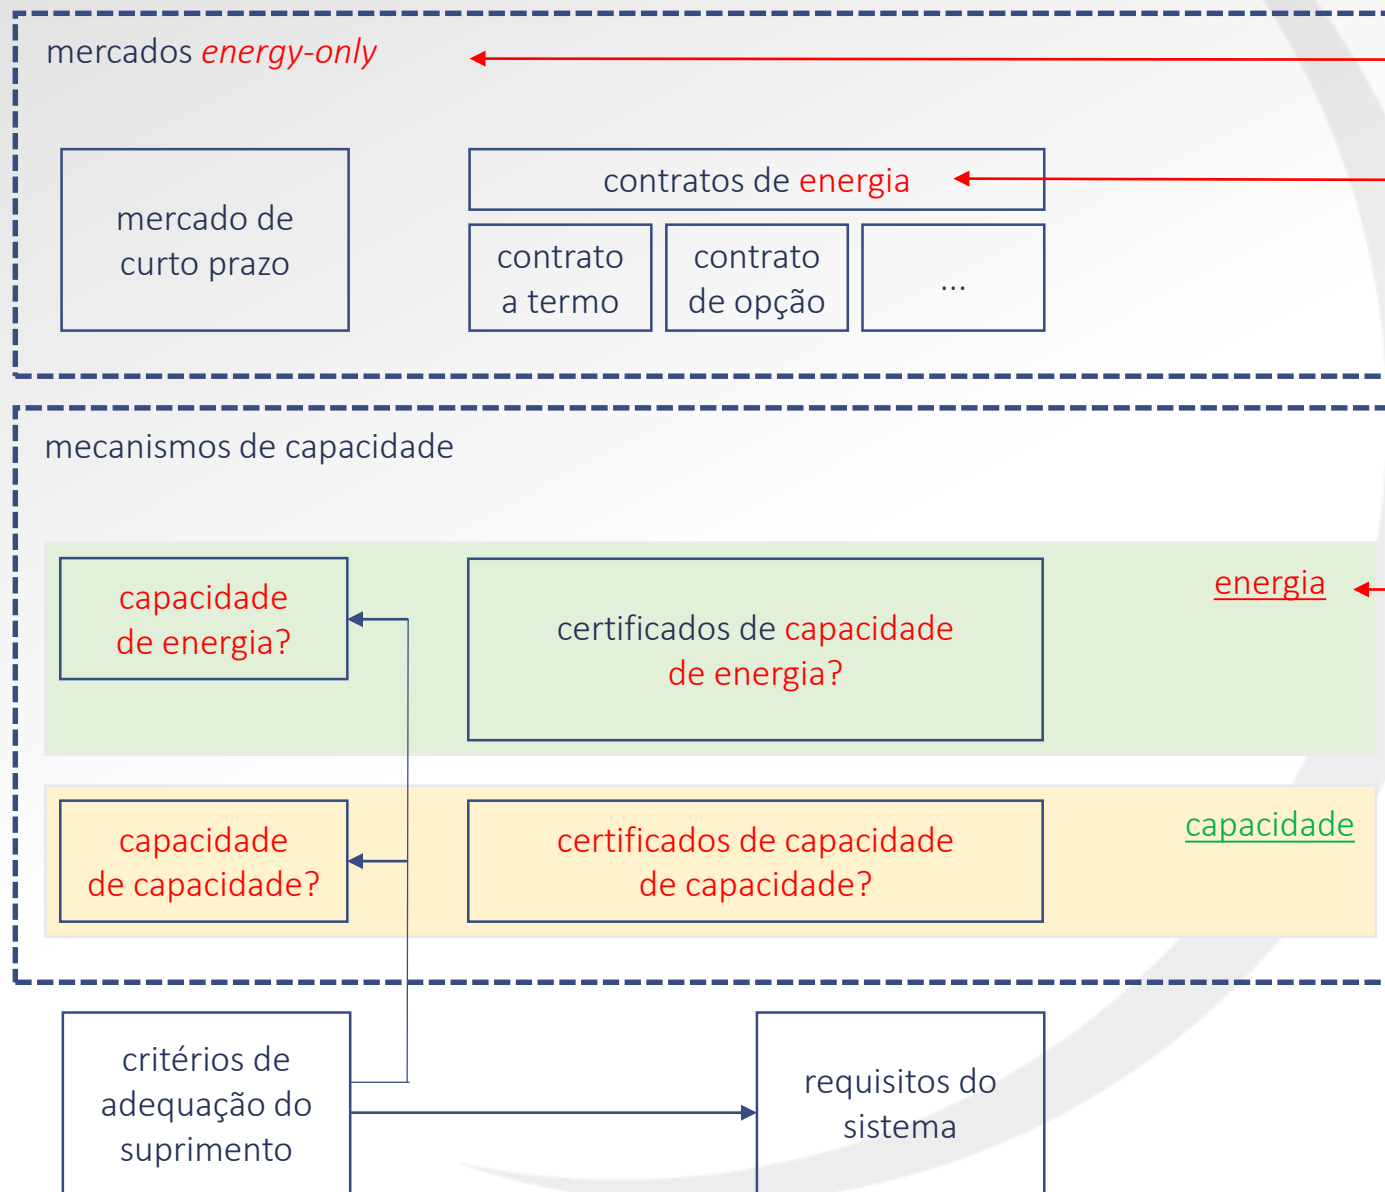 mercados energy-only
mercado de
curto prazo
contratos de energia
contrato
a termo
contrato
de opção
...
mecanismos de capacidade
capacidade
de energia?
certificados de capacidade
de energia?
energia
capacidade
de capacidade?
certificados de capacidade
de capacidade?
capacidade
critérios de
adequação do
suprimento
requisitos do
sistema